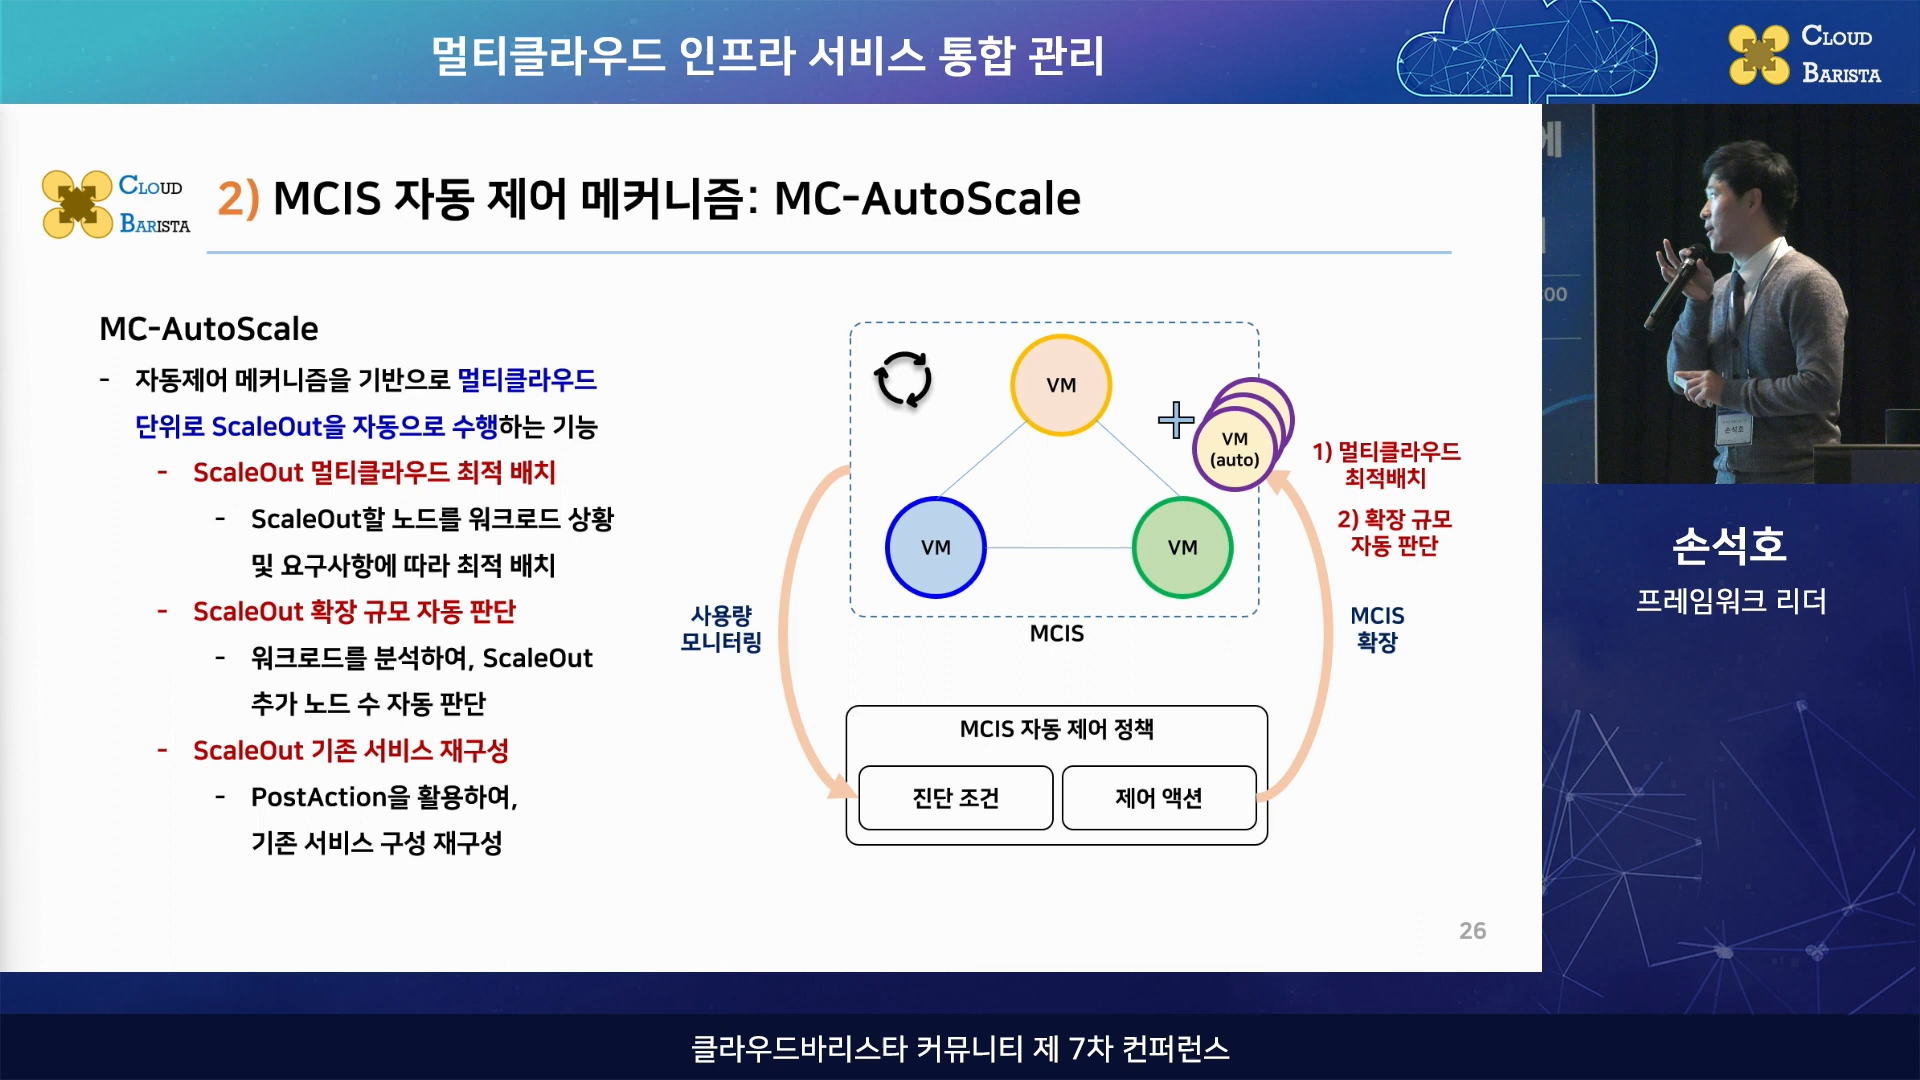 멀티클라우드 인프라 서비스 통합 관리
CLOUD
BARISTA
CLOUD
BARISTA
2) MCIS 자동 제어 메커니즘: MC-AutoScale
MC-AutoScale
- 자동제어 메커니즘을 기반으로 멀티클라우드
단위로 ScaleOut을 자동으로 수행하는 기능
- ScaleOut 멀티클라우드 최적 배치
- ScaleOut할 노드를 워크로드 상황
및 요구사항에 따라 최적 배치
- ScaleOut 확장 규모 자동 판단
- 워크로드를 분석하여, ScaleOut
추가 노드 수 자동 판단
- ScaleOut 기존 서비스 재구성
- PostAction을 활용하여,
기존 서비스 구성 재구성
VM
VM
VM
VM
(auto)
MCIS
1) 멀티클라우드
최적배치
2) 확장 규모
자동 판단
사용량
모니터링
MCIS
확장
MCIS 자동 제어 정책
진단 조건
제어 액션
26
에
:00
손석호
손석호
프레임워크 리더
클라우드바리스타 커뮤니티 제 7차 컨퍼런스